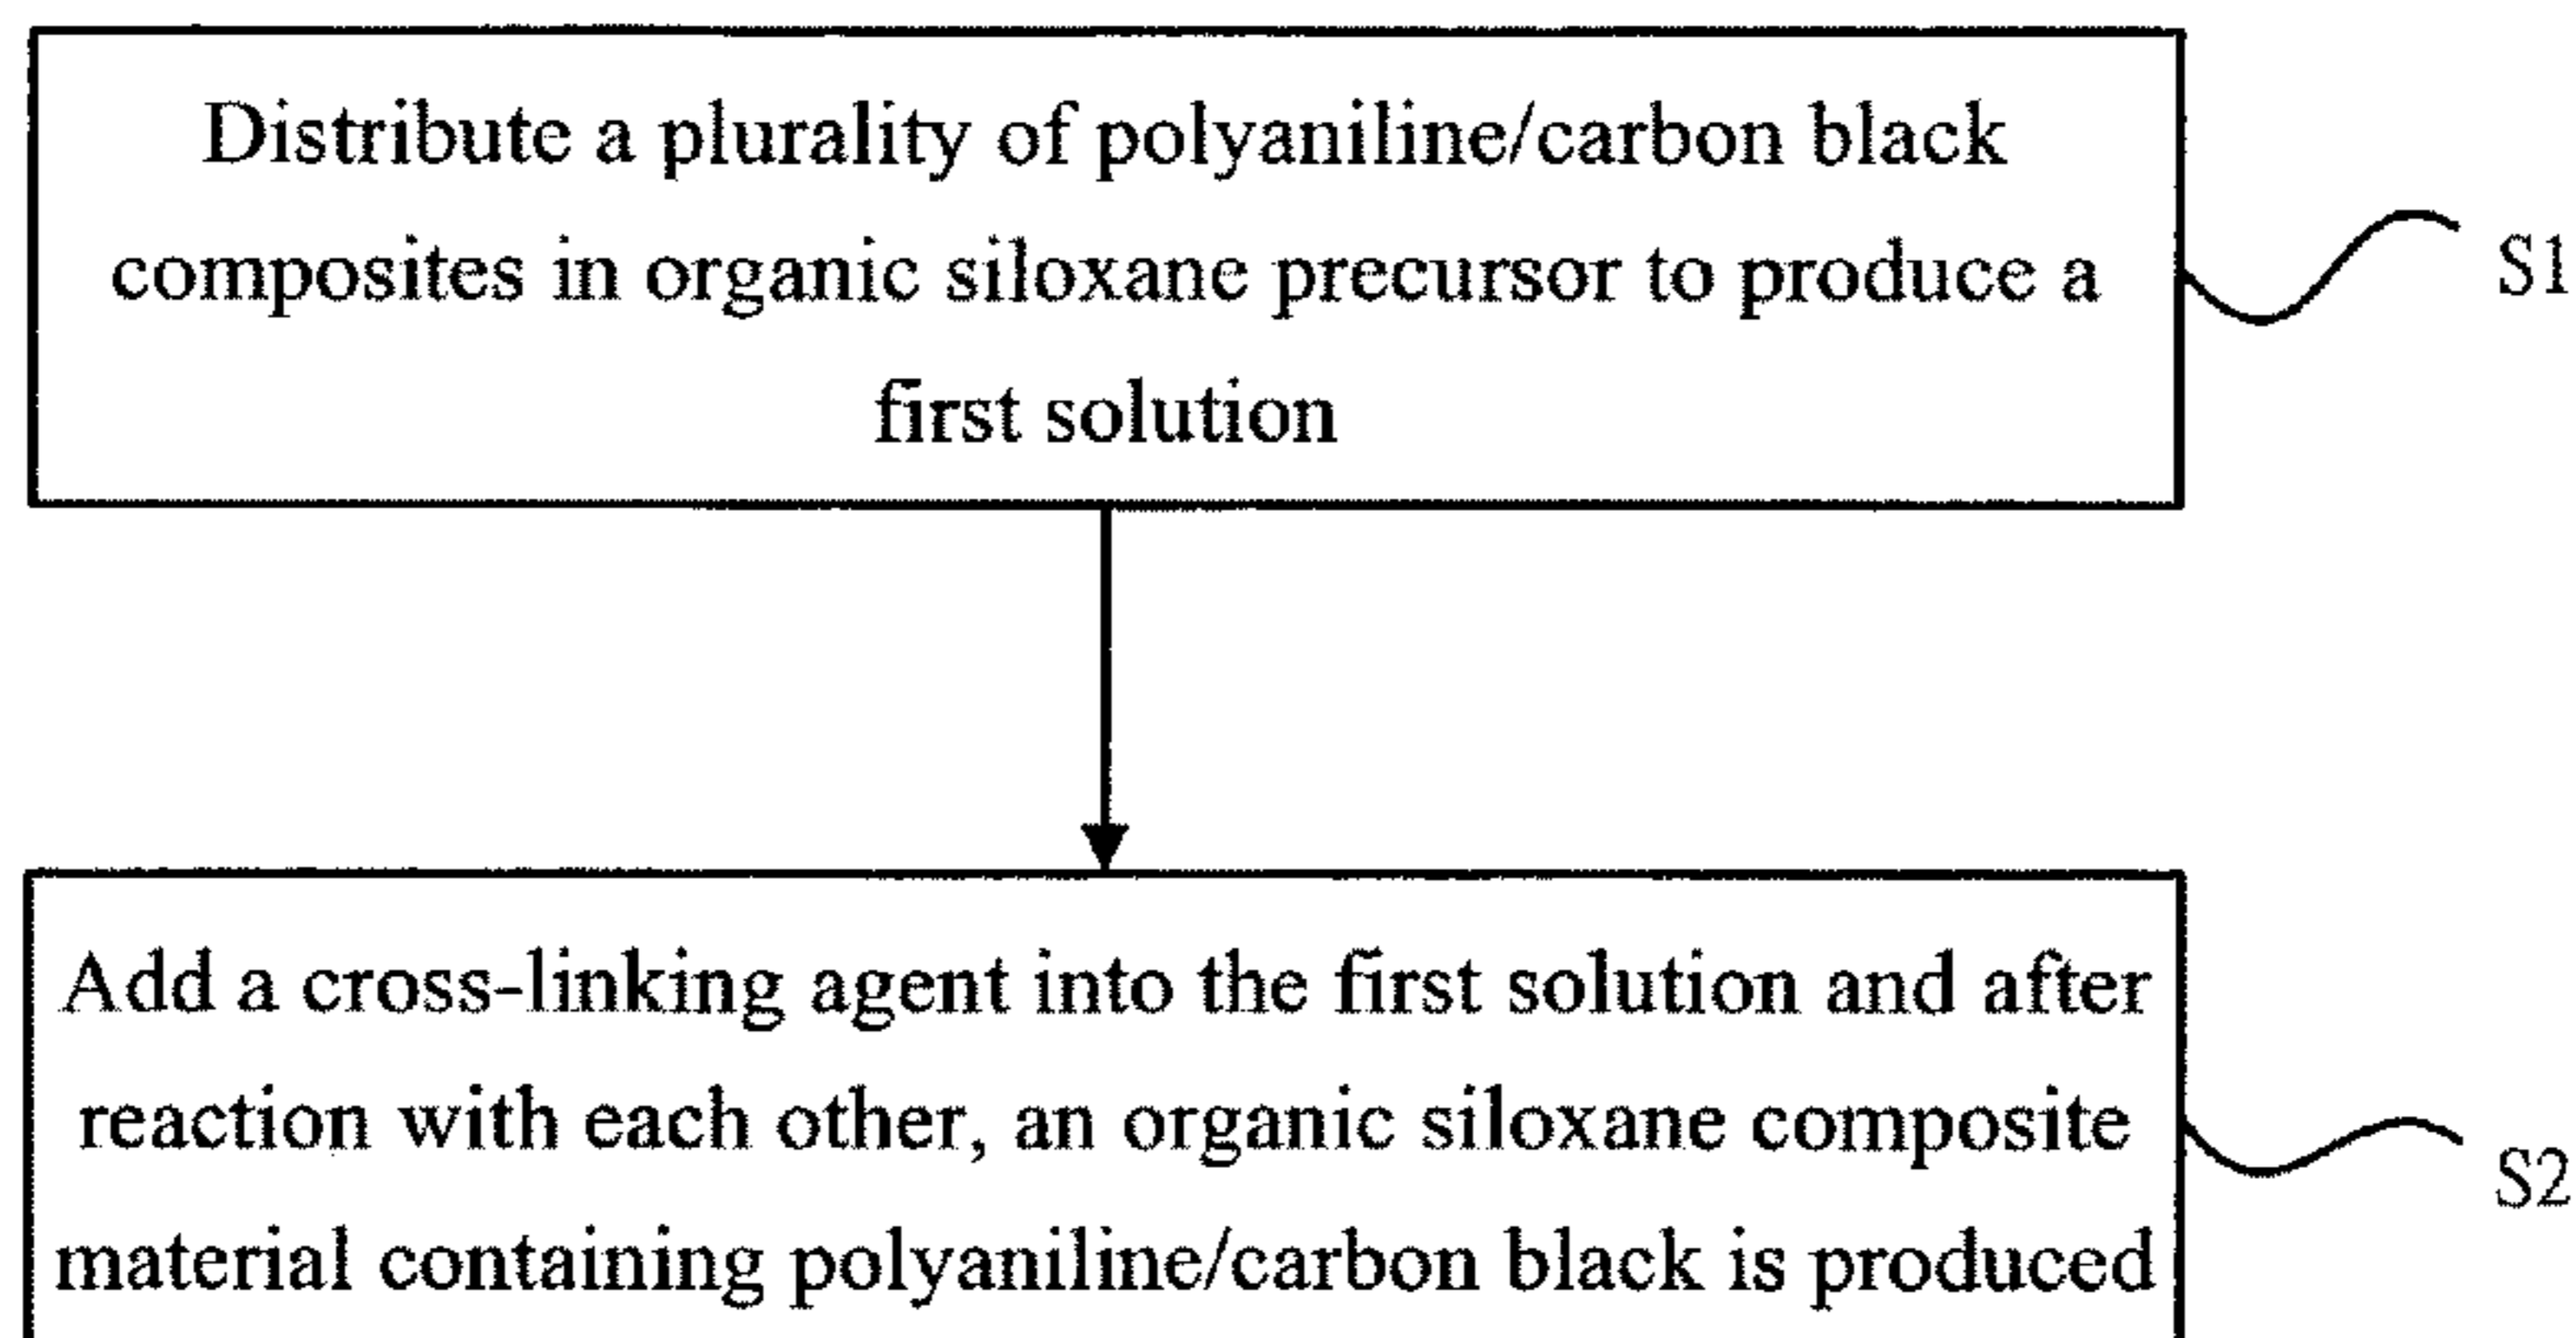 Distribute a plurality of polyaniline/carbon black
composites in organic siloxane precursor to produce a
first solution
S1
Add a cross-linking agent into the first solution and after
reaction with each other, an organic siloxane composite
material containing polyaniline/carbon black is produced
S2